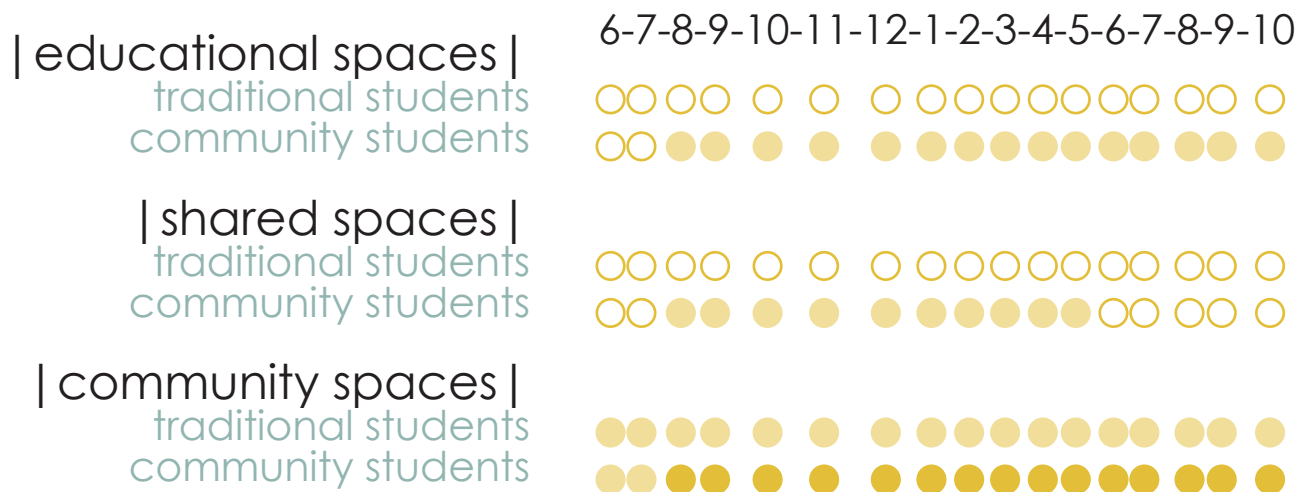 6-7-8-9-10-11-12-1-2-3-4-5-6-7-8-9-10
|educational spaces|
traditional students
community students
|shared spaces|
traditional students
community students
|community spaces|
traditional students
community students